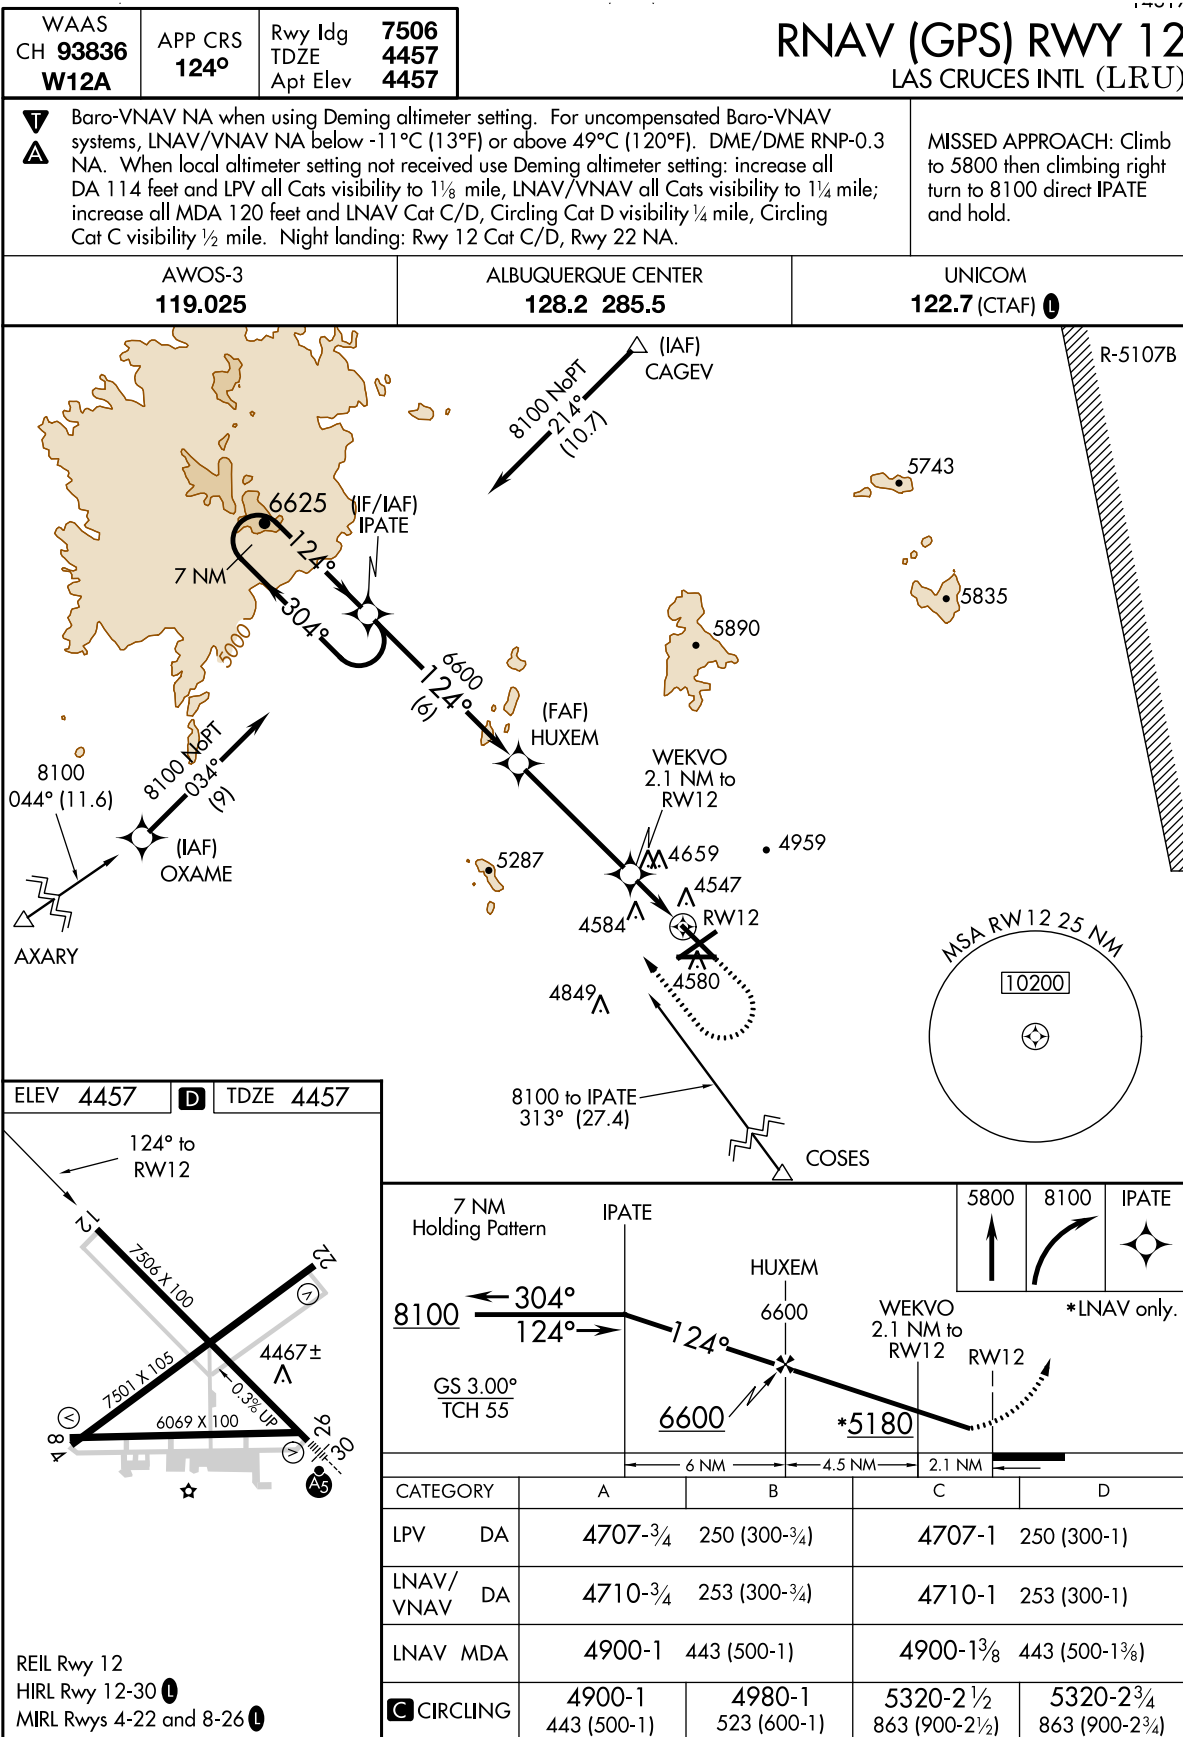 WAAS
CH 93836
W12A
APP CRS
124°
Rwy ldg 7506
TDZE 4457
Apt Elev 4457
RNAV (GPS) RWY 12
LAS CRUCES INTL (LRU)
T
A
Baro-VNAV NA when using Deming altimeter setting. For uncompensated Baro-VNAV
systems, LNAV/VNAV NA below -11°C (13°F) or above 49°C (120°F). DME/DME RNP-0.3
NA. When local altimeter setting not received use Deming altimeter setting: increase all
DA 114 feet and LPV all Cats visibility to 1⅛ mile, LNAV/VNAV all Cats visibility to 1¼ mile;
increase all MDA 120 feet and LNAV Cat C/D, Circling Cat D visibility ¼ mile, Circling
Cat C visibility ½ mile. Night landing: Rwy 12 Cat C/D, Rwy 22 NA.
MISSED APPROACH: Climb
to 5800 then climbing right
turn to 8100 direct IPATE
and hold.
AWOS-3
119.025
ALBUQUERQUE CENTER
128.2 285.5
UNICOM
122.7 (CTAF) L
(IAF)
CAGEV
8100 NoPT
214°
(10.7)
R-5107B
5743
6625
(IF/IAF)
IPATE
124°
7 NM
304°
5000
5835
5890
6600
124°
(6)
(FAF)
HUXEM
8100 NoPT
034°
(9)
8100
044° (11.6)
WEKVO
2.1 NM to
RW12
(IAF)
OXAME
5287
4659
4959
4547
4584
RW12
AXARY
4580
4849
MSA RW12 25 NM
10200
8100 to IPATE
313° (27.4)
COSES
ELEV 4457
D
TDZE 4457
124° to
RW12
12
22
7506 X 100
V
4467±
7501 X 105
0.3% UP
6069 X 100
V
8
4
V
26
30
A5
REIL Rwy 12
HIRL Rwy 12-30 L
MIRL Rwys 4-22 and 8-26 L
7 NM
Holding Pattern
IPATE
5800
8100
IPATE
HUXEM
6600
8100
304°
124°
124°
WEKVO
2.1 NM to
RW12
*LNAV only.
RW12
GS 3.00°
TCH 55
6600
*5180
6 NM
4.5 NM
2.1 NM
CATEGORY A B C D
LPV DA 4707-¾ 250 (300-¾) 4707-1 250 (300-1)
LNAV/
VNAV DA 4710-¾ 253 (300-¾) 4710-1 253 (300-1)
LNAV MDA 4900-1 443 (500-1) 4900-1⅜ 443 (500-1⅜)
C CIRCLING 4900-1 4980-1 5320-2½ 5320-2¾
443 (500-1) 523 (600-1) 863 (900-2½) 863 (900-2¾)